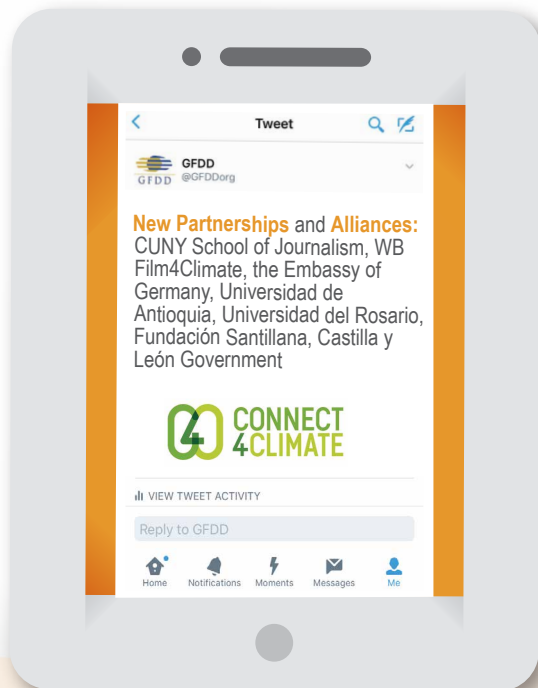 Tweet
GFDD
GFDD
@GFDDorg
New Partnerships and Alliances:
CUNY School of Journalism, WB
Film4Climate, the Embassy of
Germany, Universidad de
Antioquia, Universidad del Rosario,
Fundación Santillana, Castilla y
León Government
4 CONNECT
4CLIMATE
VIEW TWEET ACTIVITY
Reply to GFDD
Home Notifications Moments Messages Me